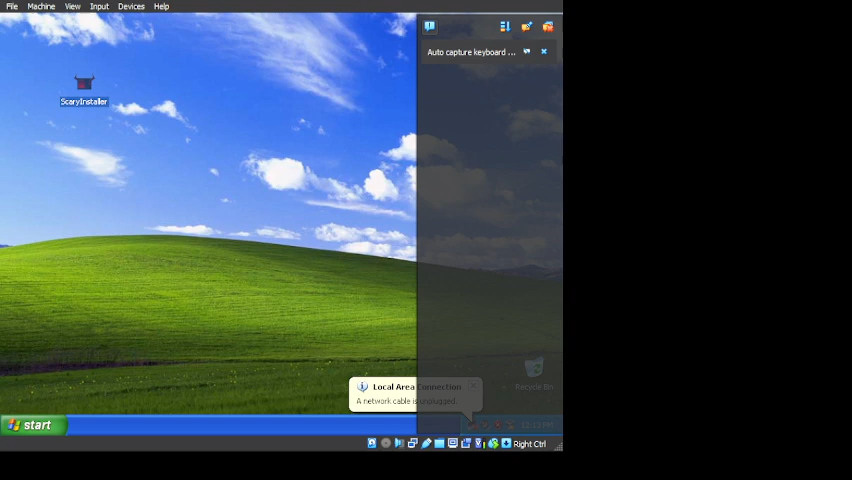 File Machine View Input Devices Help
Auto capture keyboard ...
ScaryInstaller
Recycle Bin
Local Area Connection
A network cable is unplugged.
start
Right Ctrl